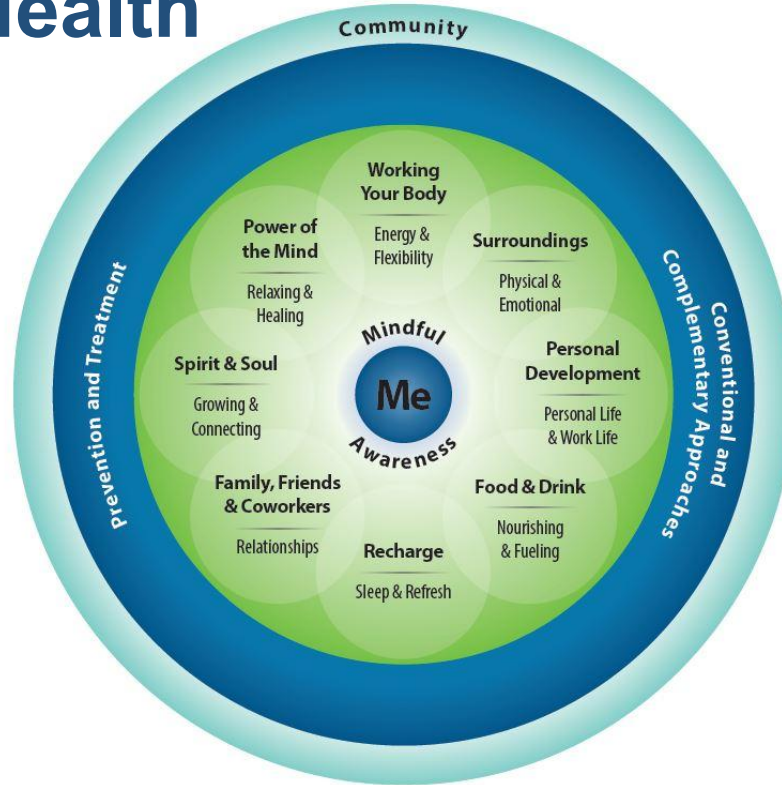 Community
Working
Your Body
Energy &
Flexibility
Surroundings
Physical &
Emotional
Personal
Development
Personal Life
& Work Life
Food & Drink
Nourishing
& Fueling
Recharge
Sleep & Refresh
Family, Friends
& Coworkers
Relationships
Spirit & Soul
Growing &
Connecting
Power of
the Mind
Relaxing &
Healing
Mindful
Me
Awareness
Prevention and Treatment
Conventional and
Complementary Approaches